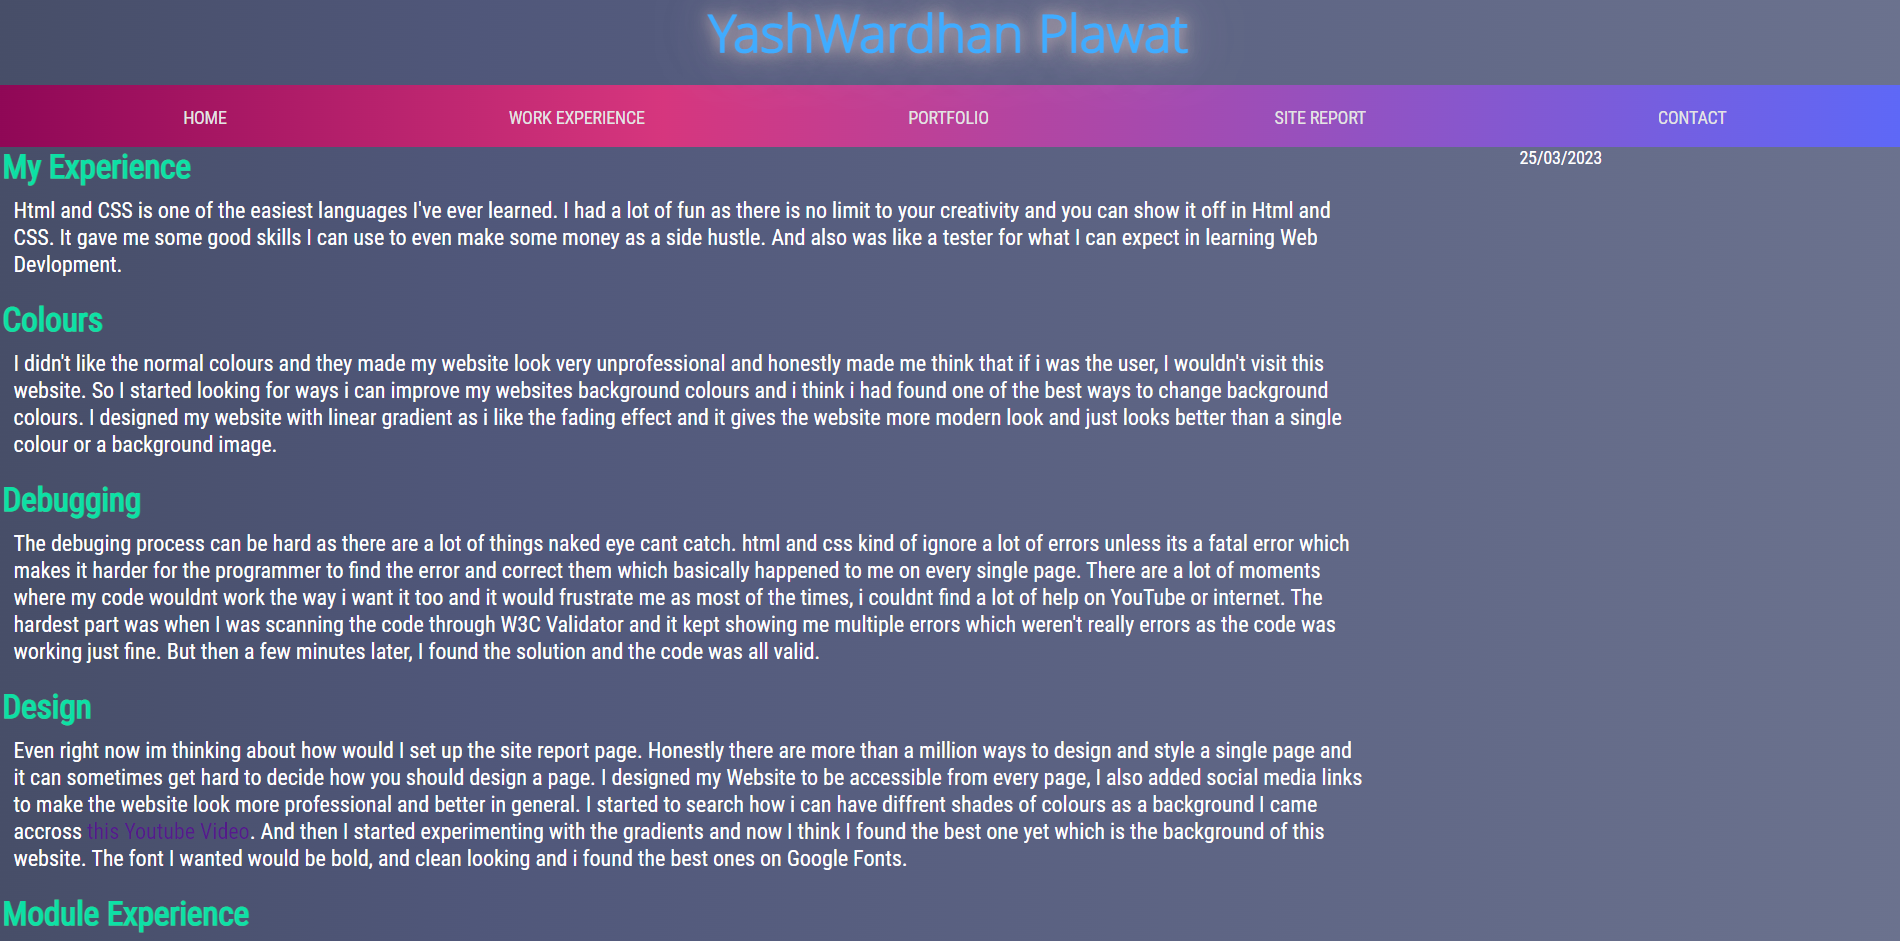 YashWardhan Plawat
HOME WORK EXPERIENCE PORTFOLIO SITE REPORT CONTACT
My Experience
25/03/2023
Html and CSS is one of the easiest languages I've ever learned. I had a lot of fun as there is no limit to your creativity and you can show it off in Html and
CSS. It gave me some good skills I can use to even make some money as a side hustle. And also was like a tester for what I can expect in learning Web
Devlopment.
Colours
I didn't like the normal colours and they made my website look very unprofessional and honestly made me think that if i was the user, I wouldn't visit this
website. So I started looking for ways i can improve my websites background colours and i think i had found one of the best ways to change background
colours. I designed my website with linear gradient as i like the fading effect and it gives the website more modern look and just looks better than a single
colour or a background image.
Debugging
The debuging process can be hard as there are a lot of things naked eye cant catch. html and css kind of ignore a lot of errors unless its a fatal error which
makes it harder for the programmer to find the error and correct them which basically happened to me on every single page. There are a lot of moments
where my code wouldnt work the way i want it too and it would frustrate me as most of the times, i couldnt find a lot of help on YouTube or internet. The
hardest part was when I was scanning the code through W3C Validator and it kept showing me multiple errors which weren't really errors as the code was
working just fine. But then a few minutes later, I found the solution and the code was all valid.
Design
Even right now im thinking about how would I set up the site report page. Honestly there are more than a million ways to design and style a single page and
it can sometimes get hard to decide how you should design a page. I designed my Website to be accessible from every page, I also added social media links
to make the website look more professional and better in general. I started to search how i can have diffrent shades of colours as a background I came
accross this Youtube Video. And then I started experimenting with the gradients and now I think I found the best one yet which is the background of this
website. The font I wanted would be bold, and clean looking and i found the best ones on Google Fonts.
Module Experience